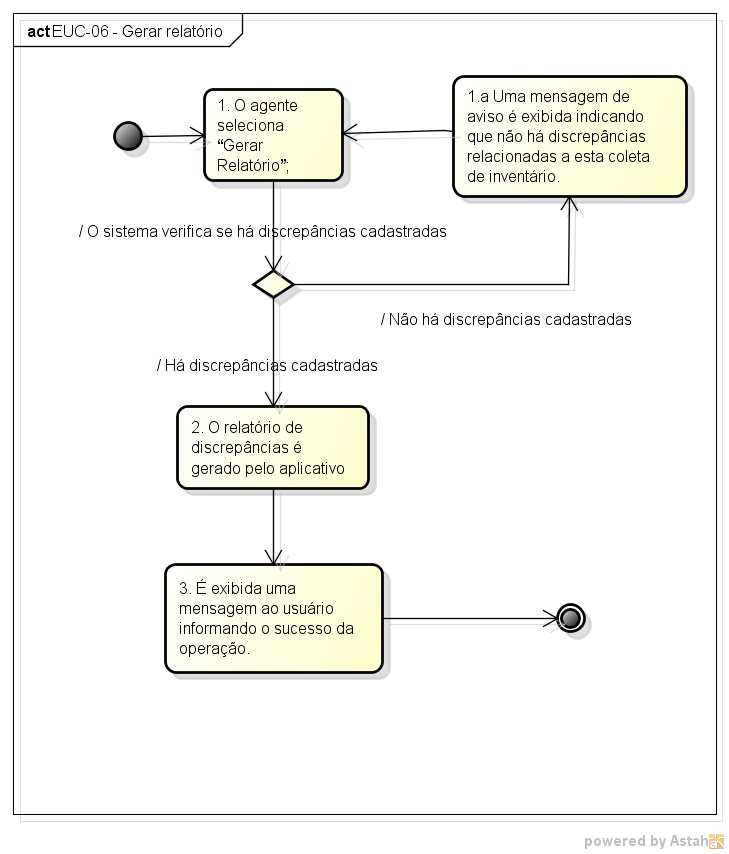 act EUC-06 - Gerar relatório
1. O agente
seleciona
“Gerar
Relatório”;
1.a Uma mensagem de
aviso é exibida indicando
que não há discrepâncias
relacionadas a esta coleta
de inventário.
/ O sistema verifica se há discrepâncias cadastradas
/ Não há discrepâncias cadastradas
/ Há discrepâncias cadastradas
2. O relatório de
discrepâncias é
gerado pelo aplicativo
3. É exibida uma
mensagem ao usuário
informando o sucesso da
operação.
powered by Astah